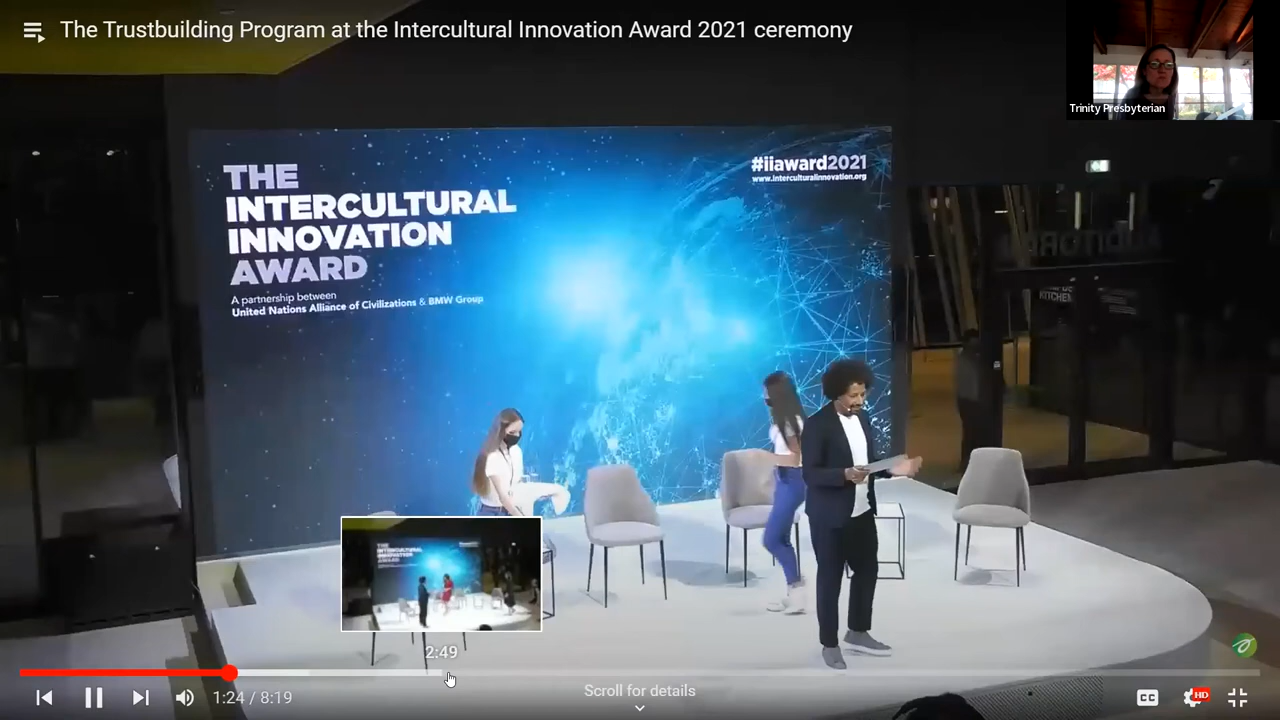 The Trustbuilding Program at the Intercultural Innovation Award 2021 ceremony
Trinity Presbyterian
#iiaward2021
www.interculturalinnovation.org
THE
INTERCULTURAL
INNOVATION
AWARD
A partnership between
United Nations Alliance of Civilizations & BMW Group
KITCHEN
2:49
1:24 / 8:19
Scroll for details
CC
HD